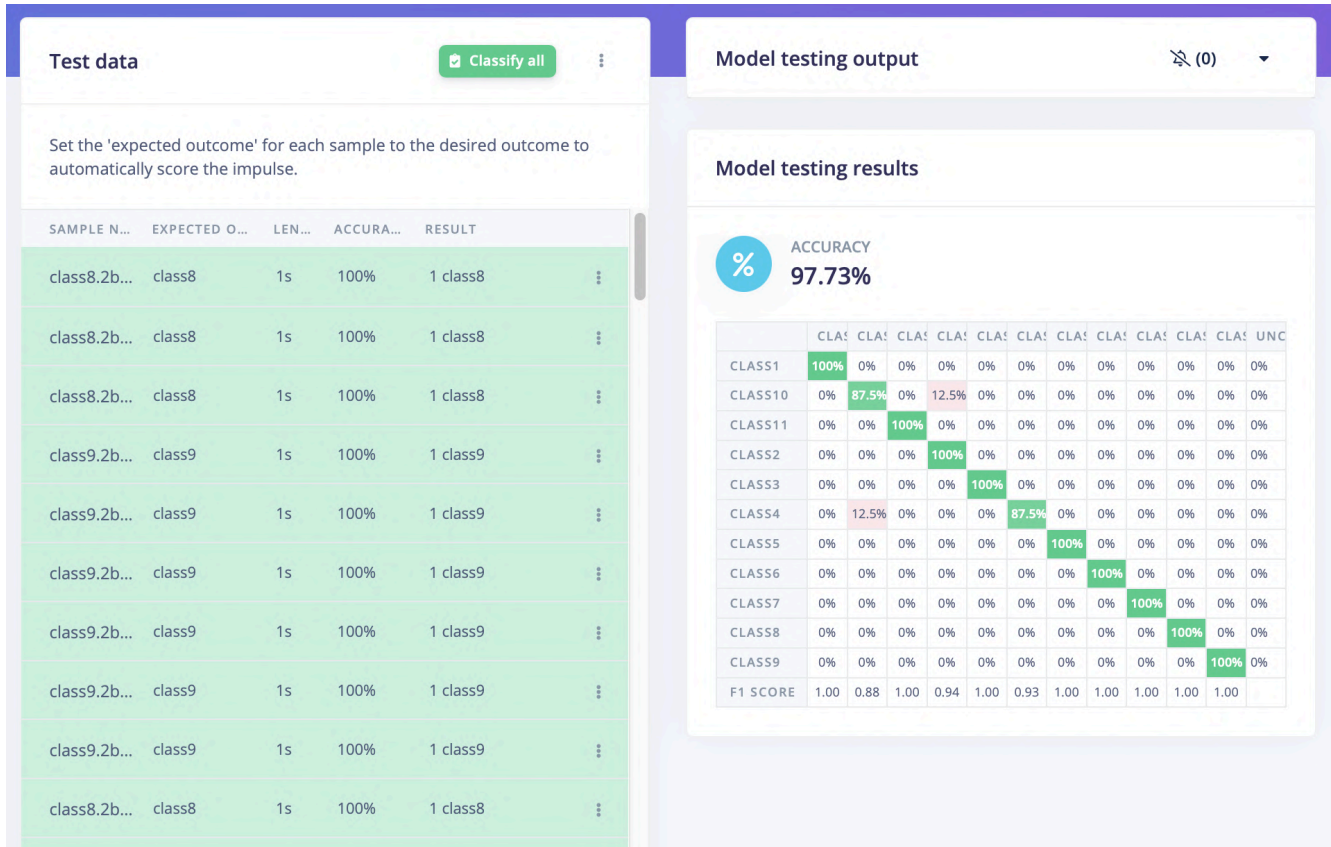 Test data
Classify all
Set the 'expected outcome' for each sample to the desired outcome to
automatically score the impulse.
SAMPLE N... EXPECTED O... LEN... ACCURA... RESULT
class8.2b... class8 1s 100% 1 class8
class8.2b... class8 1s 100% 1 class8
class8.2b... class8 1s 100% 1 class8
class9.2b... class9 1s 100% 1 class9
class9.2b... class9 1s 100% 1 class9
class9.2b... class9 1s 100% 1 class9
class9.2b... class9 1s 100% 1 class9
class9.2b... class9 1s 100% 1 class9
class9.2b... class9 1s 100% 1 class9
class8.2b... class8 1s 100% 1 class8
Model testing output (0)
Model testing results
%
ACCURACY
97.73%
CLAS CLAS CLAS CLAS CLAS CLAS CLAS CLAS CLAS CLAS CLAS UNC
CLASS1 100% 0% 0% 0% 0% 0% 0% 0% 0% 0% 0% 0%
CLASS10 0% 87.5% 0% 12.5% 0% 0% 0% 0% 0% 0% 0% 0%
CLASS11 0% 0% 100% 0% 0% 0% 0% 0% 0% 0% 0% 0%
CLASS2 0% 0% 0% 100% 0% 0% 0% 0% 0% 0% 0% 0%
CLASS3 0% 0% 0% 0% 100% 0% 0% 0% 0% 0% 0% 0%
CLASS4 0% 12.5% 0% 0% 0% 87.5% 0% 0% 0% 0% 0% 0%
CLASS5 0% 0% 0% 0% 0% 0% 100% 0% 0% 0% 0% 0%
CLASS6 0% 0% 0% 0% 0% 0% 0% 100% 0% 0% 0% 0%
CLASS7 0% 0% 0% 0% 0% 0% 0% 0% 100% 0% 0% 0%
CLASS8 0% 0% 0% 0% 0% 0% 0% 0% 0% 100% 0% 0%
CLASS9 0% 0% 0% 0% 0% 0% 0% 0% 0% 0% 100% 0%
F1 SCORE 1.00 0.88 1.00 0.94 1.00 0.93 1.00 1.00 1.00 1.00 1.00